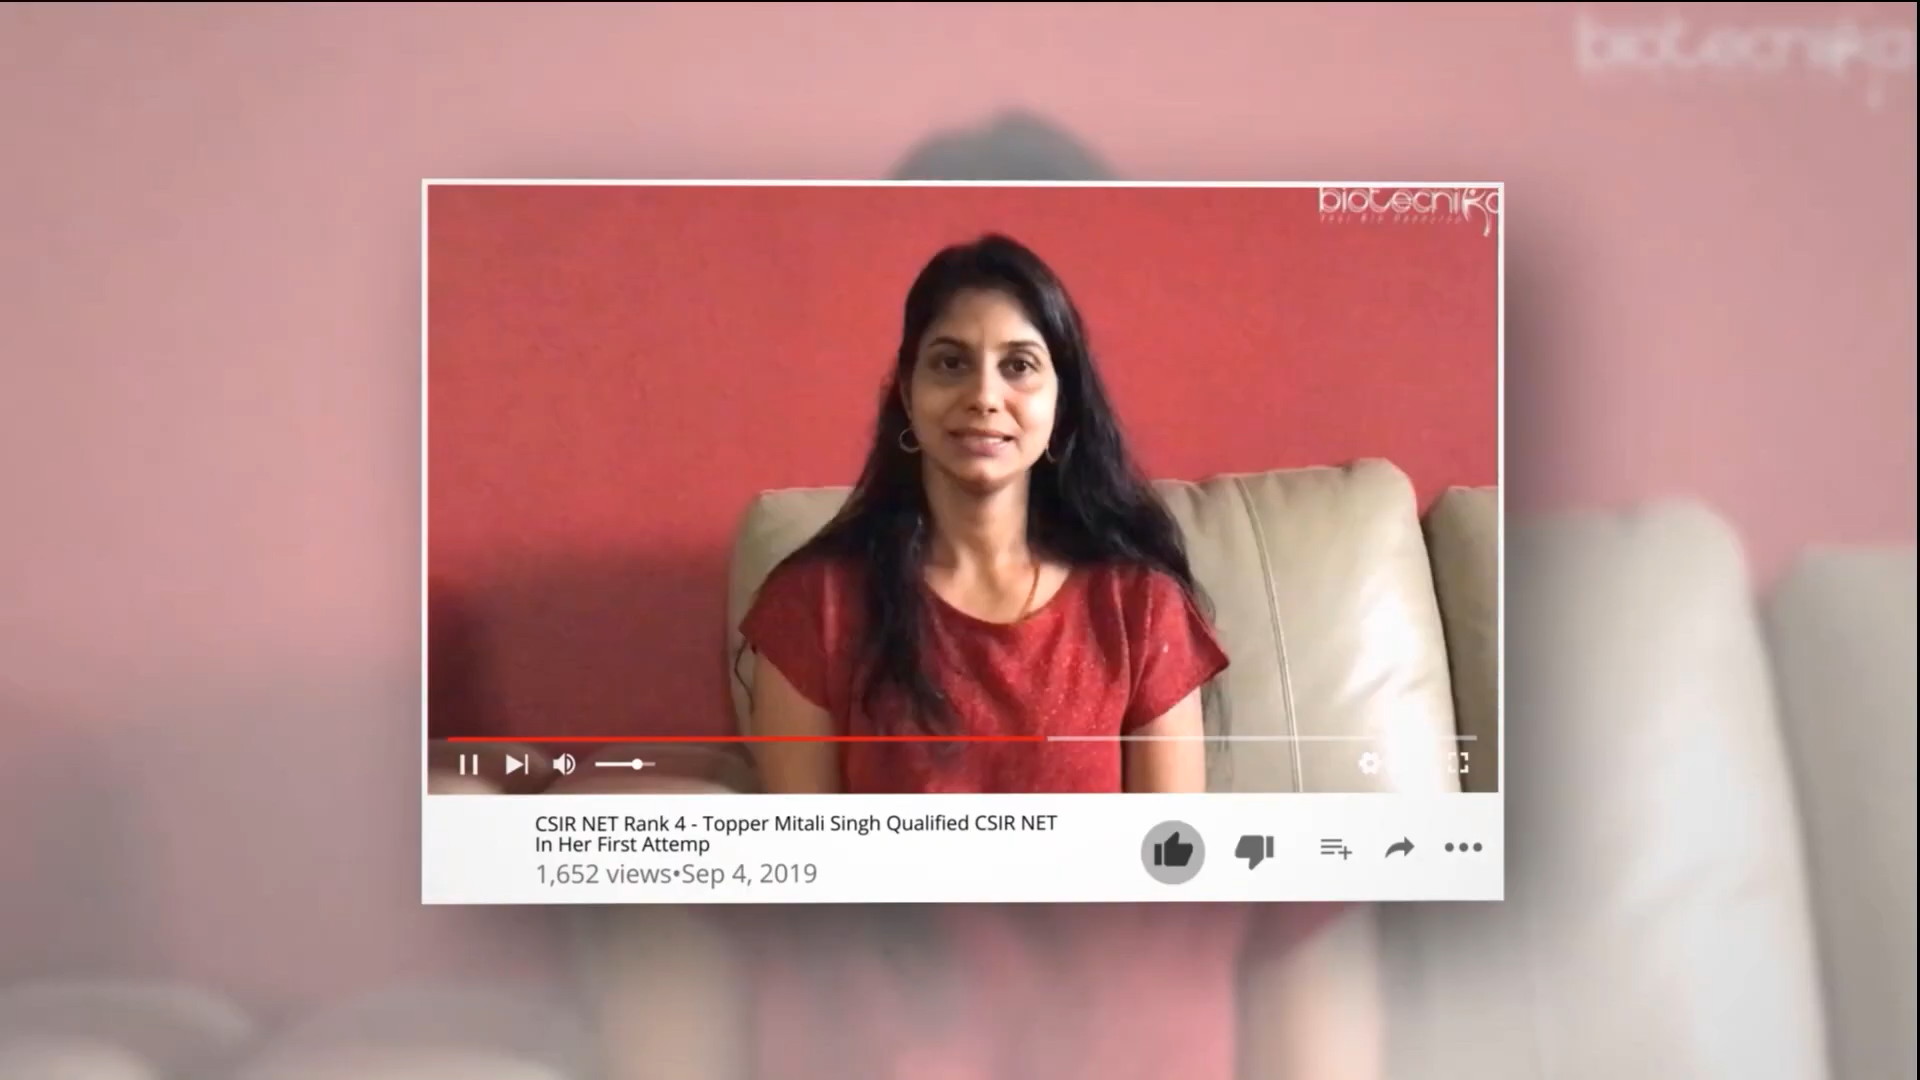 biotecnika
biotecnika
CSIR NET Rank 4 - Topper Mitali Singh Qualified CSIR NET
In Her First Attemp
1,652 views•Sep 4, 2019